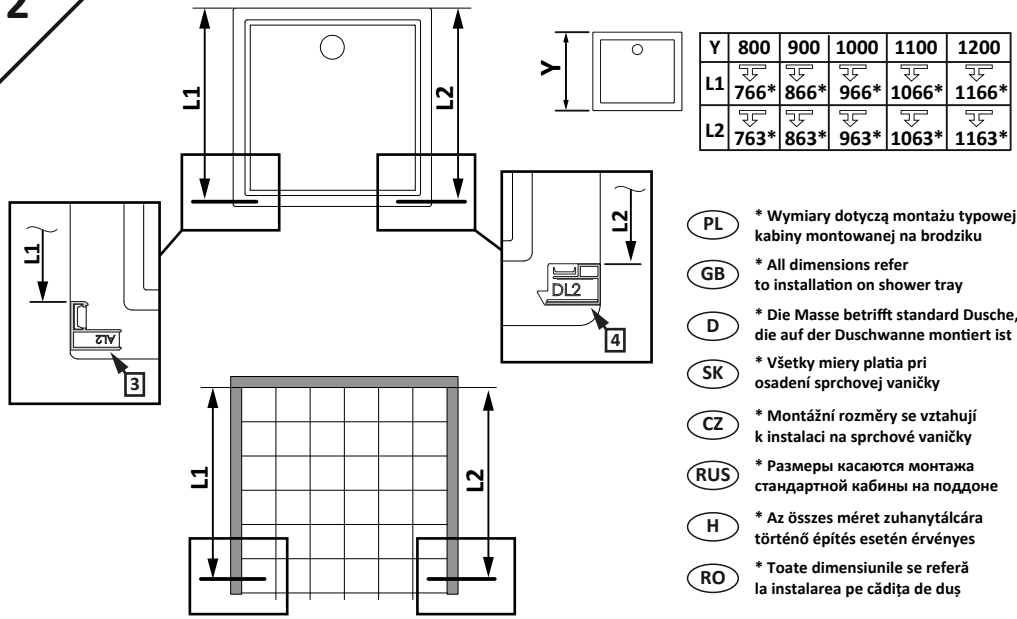 2
L1
L2
Y
Y 800 900 1000 1100 1200
L1 766* 866* 966* 1066* 1166*
L2 763* 863* 963* 1063* 1163*
L1
AL2
3
L2
DL2
4
L1
L2
PL * Wymiary dotyczą montażu typowej
kabiny montowanej na brodziku
GB * All dimensions refer
to installation on shower tray
D * Die Masse betrifft standard Dusche,
die auf der Duschwanne montiert ist
SK * Všetky miery platia pri
osadení sprchovej vaničky
CZ * Montážní rozměry se vztahují
k instalaci na sprchové vaničky
RUS * Размеры касаются монтажа
стандартной кабины на поддоне
H * Az összes méret zuhanytálcára
történő építés esetén érvényes
RO * Toate dimensiunile se referă
la instalarea pe cădița de duș